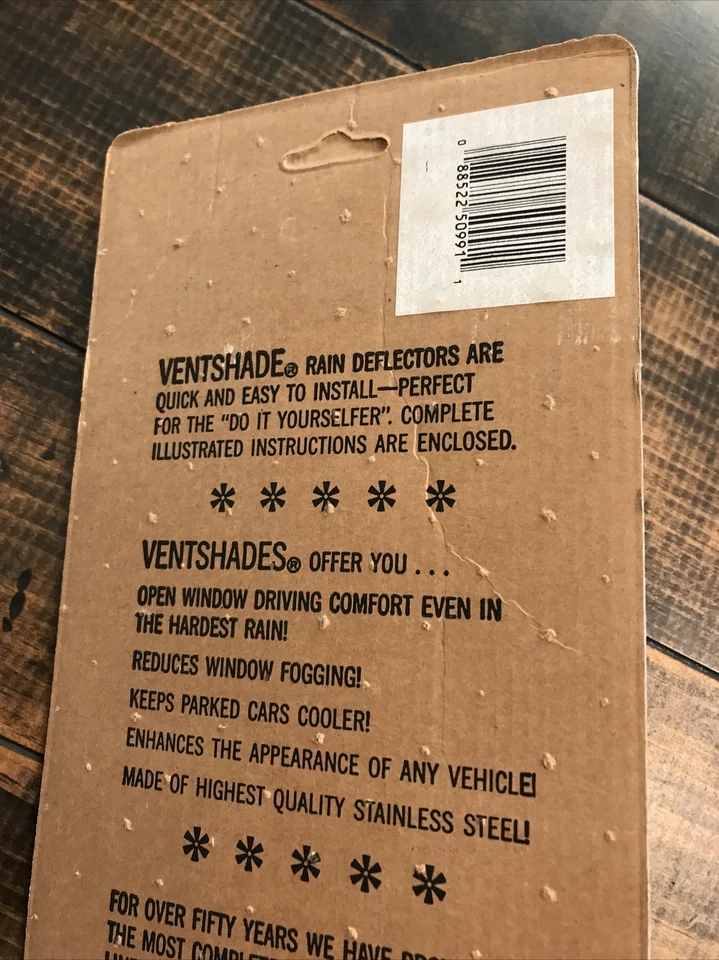 0 88522 50991 1
VENTSHADE® RAIN DEFLECTORS ARE
QUICK AND EASY TO INSTALL—PERFECT
FOR THE "DO IT YOURSELFER". COMPLETE
ILLUSTRATED INSTRUCTIONS ARE ENCLOSED.
* * * * *
VENTSHADES® OFFER YOU . . .
OPEN WINDOW DRIVING COMFORT EVEN IN
THE HARDEST RAIN!
REDUCES WINDOW FOGGING!
KEEPS PARKED CARS COOLER!
ENHANCES THE APPEARANCE OF ANY VEHICLE!
MADE OF HIGHEST QUALITY STAINLESS STEEL!
* * * * *
FOR OVER FIFTY YEARS WE HAVE
THE MOST